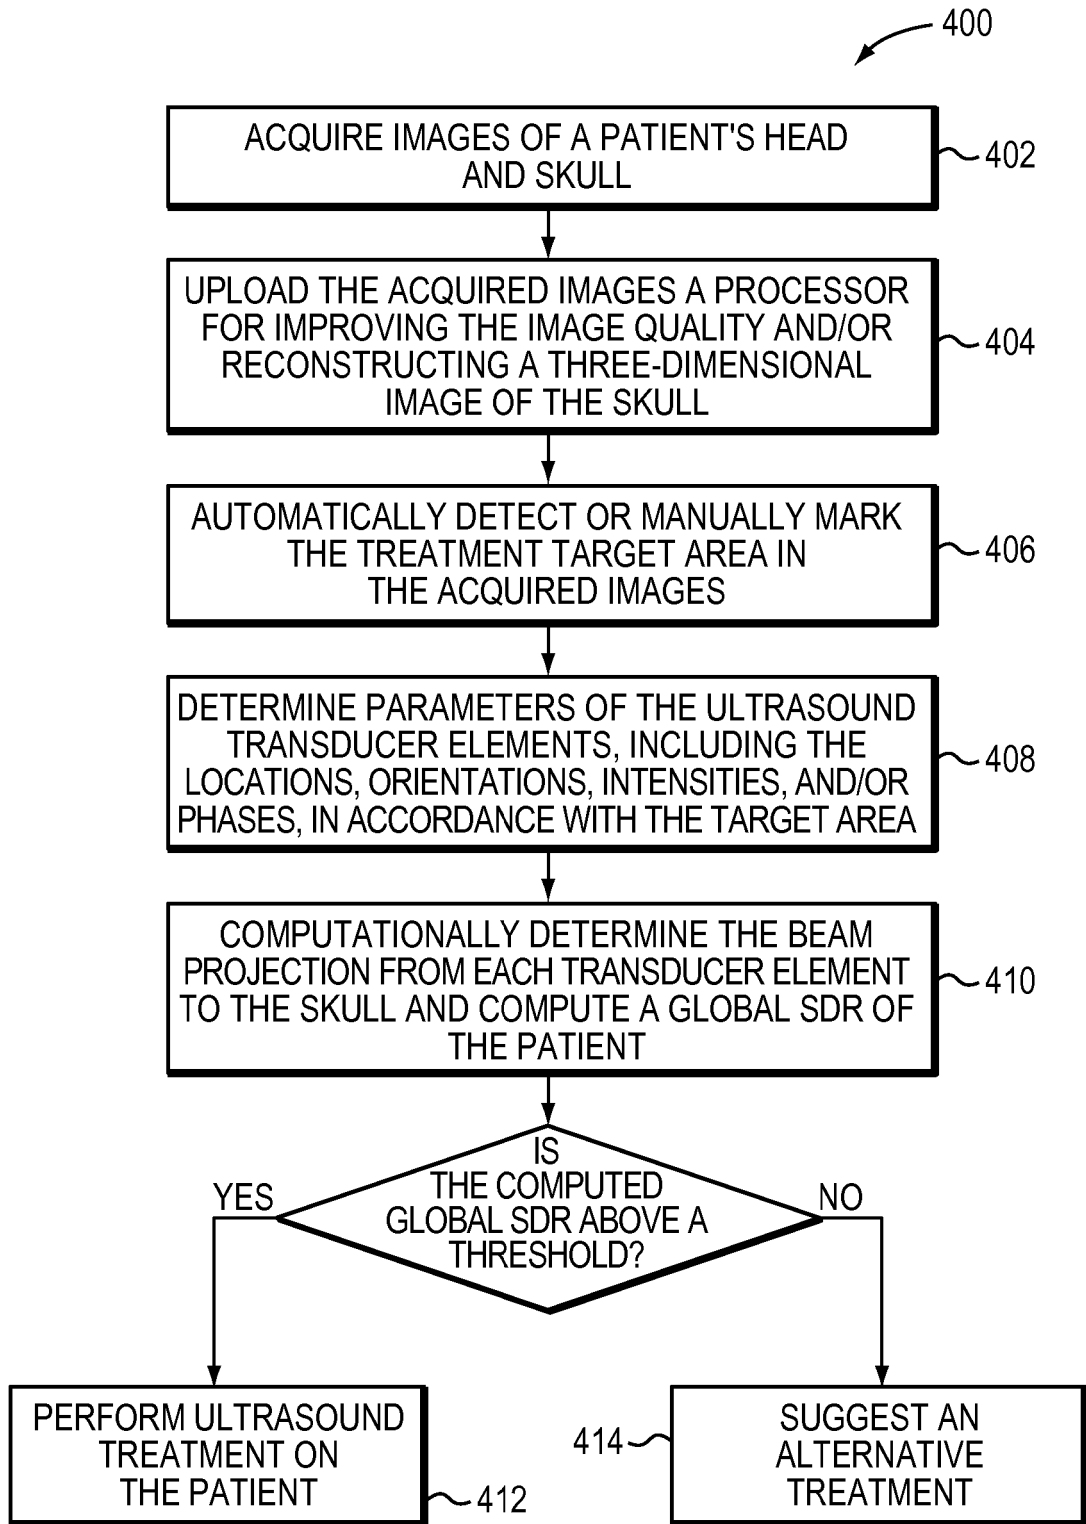 400
ACQUIRE IMAGES OF A PATIENT'S HEAD
AND SKULL
402
UPLOAD THE ACQUIRED IMAGES A PROCESSOR
FOR IMPROVING THE IMAGE QUALITY AND/OR
RECONSTRUCTING A THREE-DIMENSIONAL
IMAGE OF THE SKULL
404
AUTOMATICALLY DETECT OR MANUALLY MARK
THE TREATMENT TARGET AREA IN
THE ACQUIRED IMAGES
406
DETERMINE PARAMETERS OF THE ULTRASOUND
TRANSDUCER ELEMENTS, INCLUDING THE
LOCATIONS, ORIENTATIONS, INTENSITIES, AND/OR
PHASES, IN ACCORDANCE WITH THE TARGET AREA
408
COMPUTATIONALLY DETERMINE THE BEAM
PROJECTION FROM EACH TRANSDUCER ELEMENT
TO THE SKULL AND COMPUTE A GLOBAL SDR OF
THE PATIENT
410
IS
THE COMPUTED
GLOBAL SDR ABOVE A
THRESHOLD?
YES
NO
PERFORM ULTRASOUND
TREATMENT ON
THE PATIENT
412
414
SUGGEST AN
ALTERNATIVE
TREATMENT